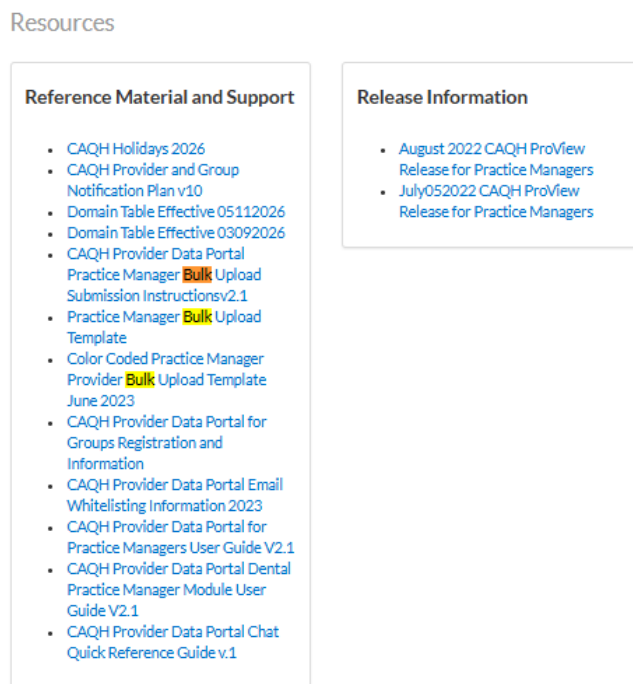 Resources
Reference Material and Support
CAQH Holidays 2026
CAQH Provider and Group
Notification Plan v10
Domain Table Effective 05112026
Domain Table Effective 03092026
CAQH Provider Data Portal
Practice Manager Bulk Upload
Submission Instructionsv2.1
Practice Manager Bulk Upload
Template
Color Coded Practice Manager
Provider Bulk Upload Template
June 2023
CAQH Provider Data Portal for
Groups Registration and
Information
CAQH Provider Data Portal Email
Whitelisting Information 2023
CAQH Provider Data Portal for
Practice Managers User Guide V2.1
CAQH Provider Data Portal Dental
Practice Manager Module User
Guide V2.1
CAQH Provider Data Portal Chat
Quick Reference Guide v.1
Release Information
August 2022 CAQH ProView
Release for Practice Managers
July052022 CAQH ProView
Release for Practice Managers